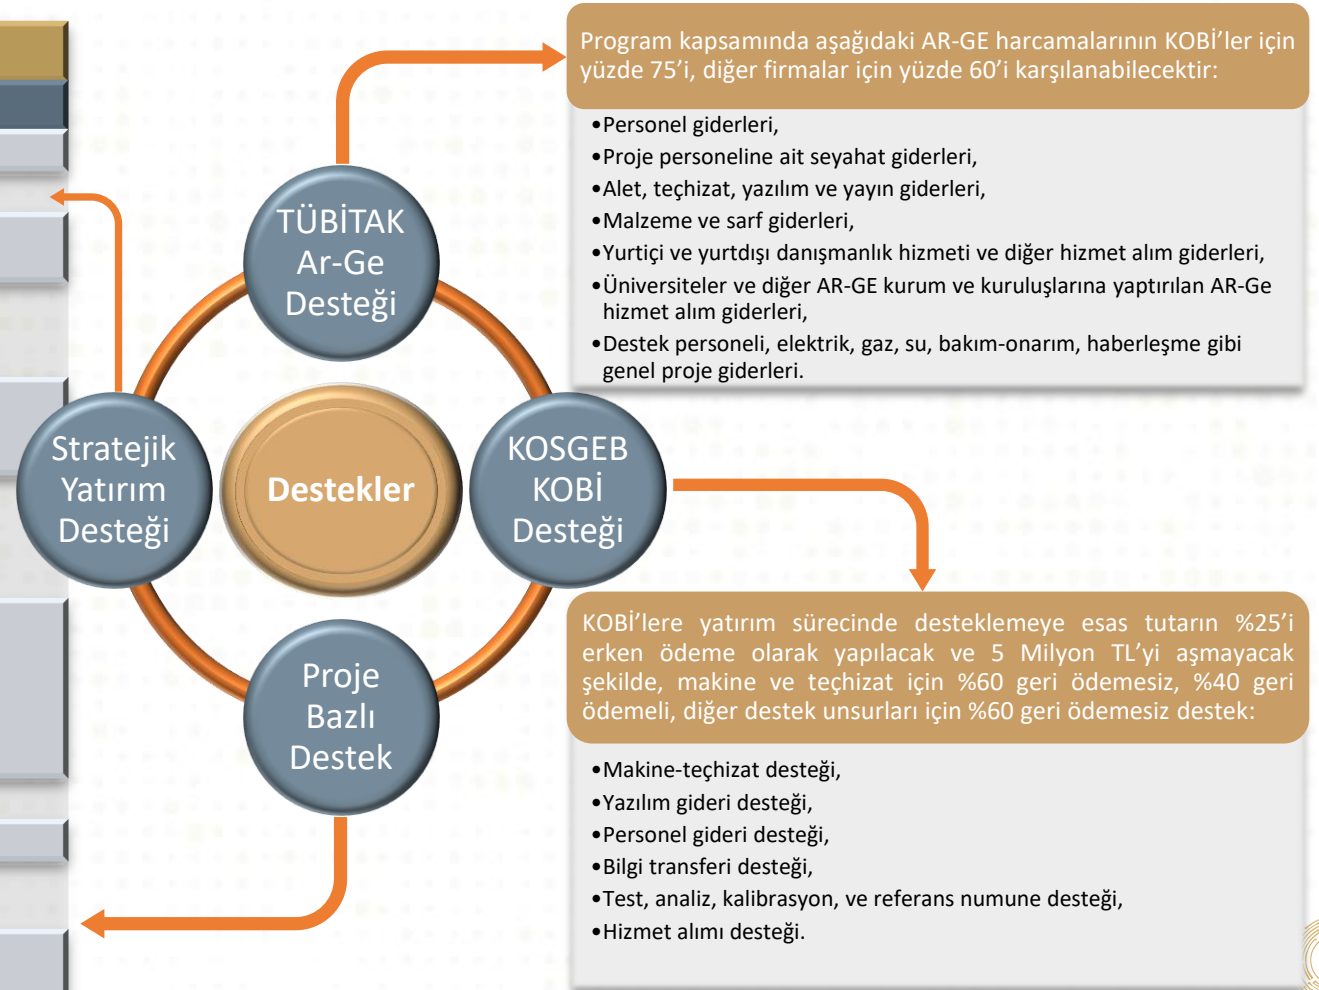 Program kapsamında aşağıdaki AR-GE harcamalarının KOBİ’ler için
yüzde 75’i, diğer firmalar için yüzde 60’i karşılanabilecektir:
•Personel giderleri,
•Proje personeline ait seyahat giderleri,
•Alet, teçhizat, yazılım ve yayın giderleri,
•Malzeme ve sarf giderleri,
•Yurtiçi ve yurtdışı danışmanlık hizmeti ve diğer hizmet alım giderleri,
•Üniversiteler ve diğer AR-GE kurum ve kuruluşlarına yaptırılan AR-Ge
hizmet alım giderleri,
•Destek personeli, elektrik, gaz, su, bakım-onarım, haberleşme gibi
genel proje giderleri.
TÜBİTAK
Ar-Ge
Desteği
Stratejik
Yatırım
Desteği
Destekler
KOSGEB
KOBİ
Desteği
Proje
Bazlı
Destek
KOBİ’lere yatırım sürecinde desteklemeye esas tutarın %25’i
erken ödeme olarak yapılacak ve 5 Milyon TL’yi aşmayacak
şekilde, makine ve teçhizat için %60 geri ödemesiz, %40 geri
ödemeli, diğer destek unsurları için %60 geri ödemesiz destek:
•Makine-teçhizat desteği,
•Yazılım gideri desteği,
•Personel gideri desteği,
•Bilgi transferi desteği,
•Test, analiz, kalibrasyon, ve referans numune desteği,
•Hizmet alımı desteği.